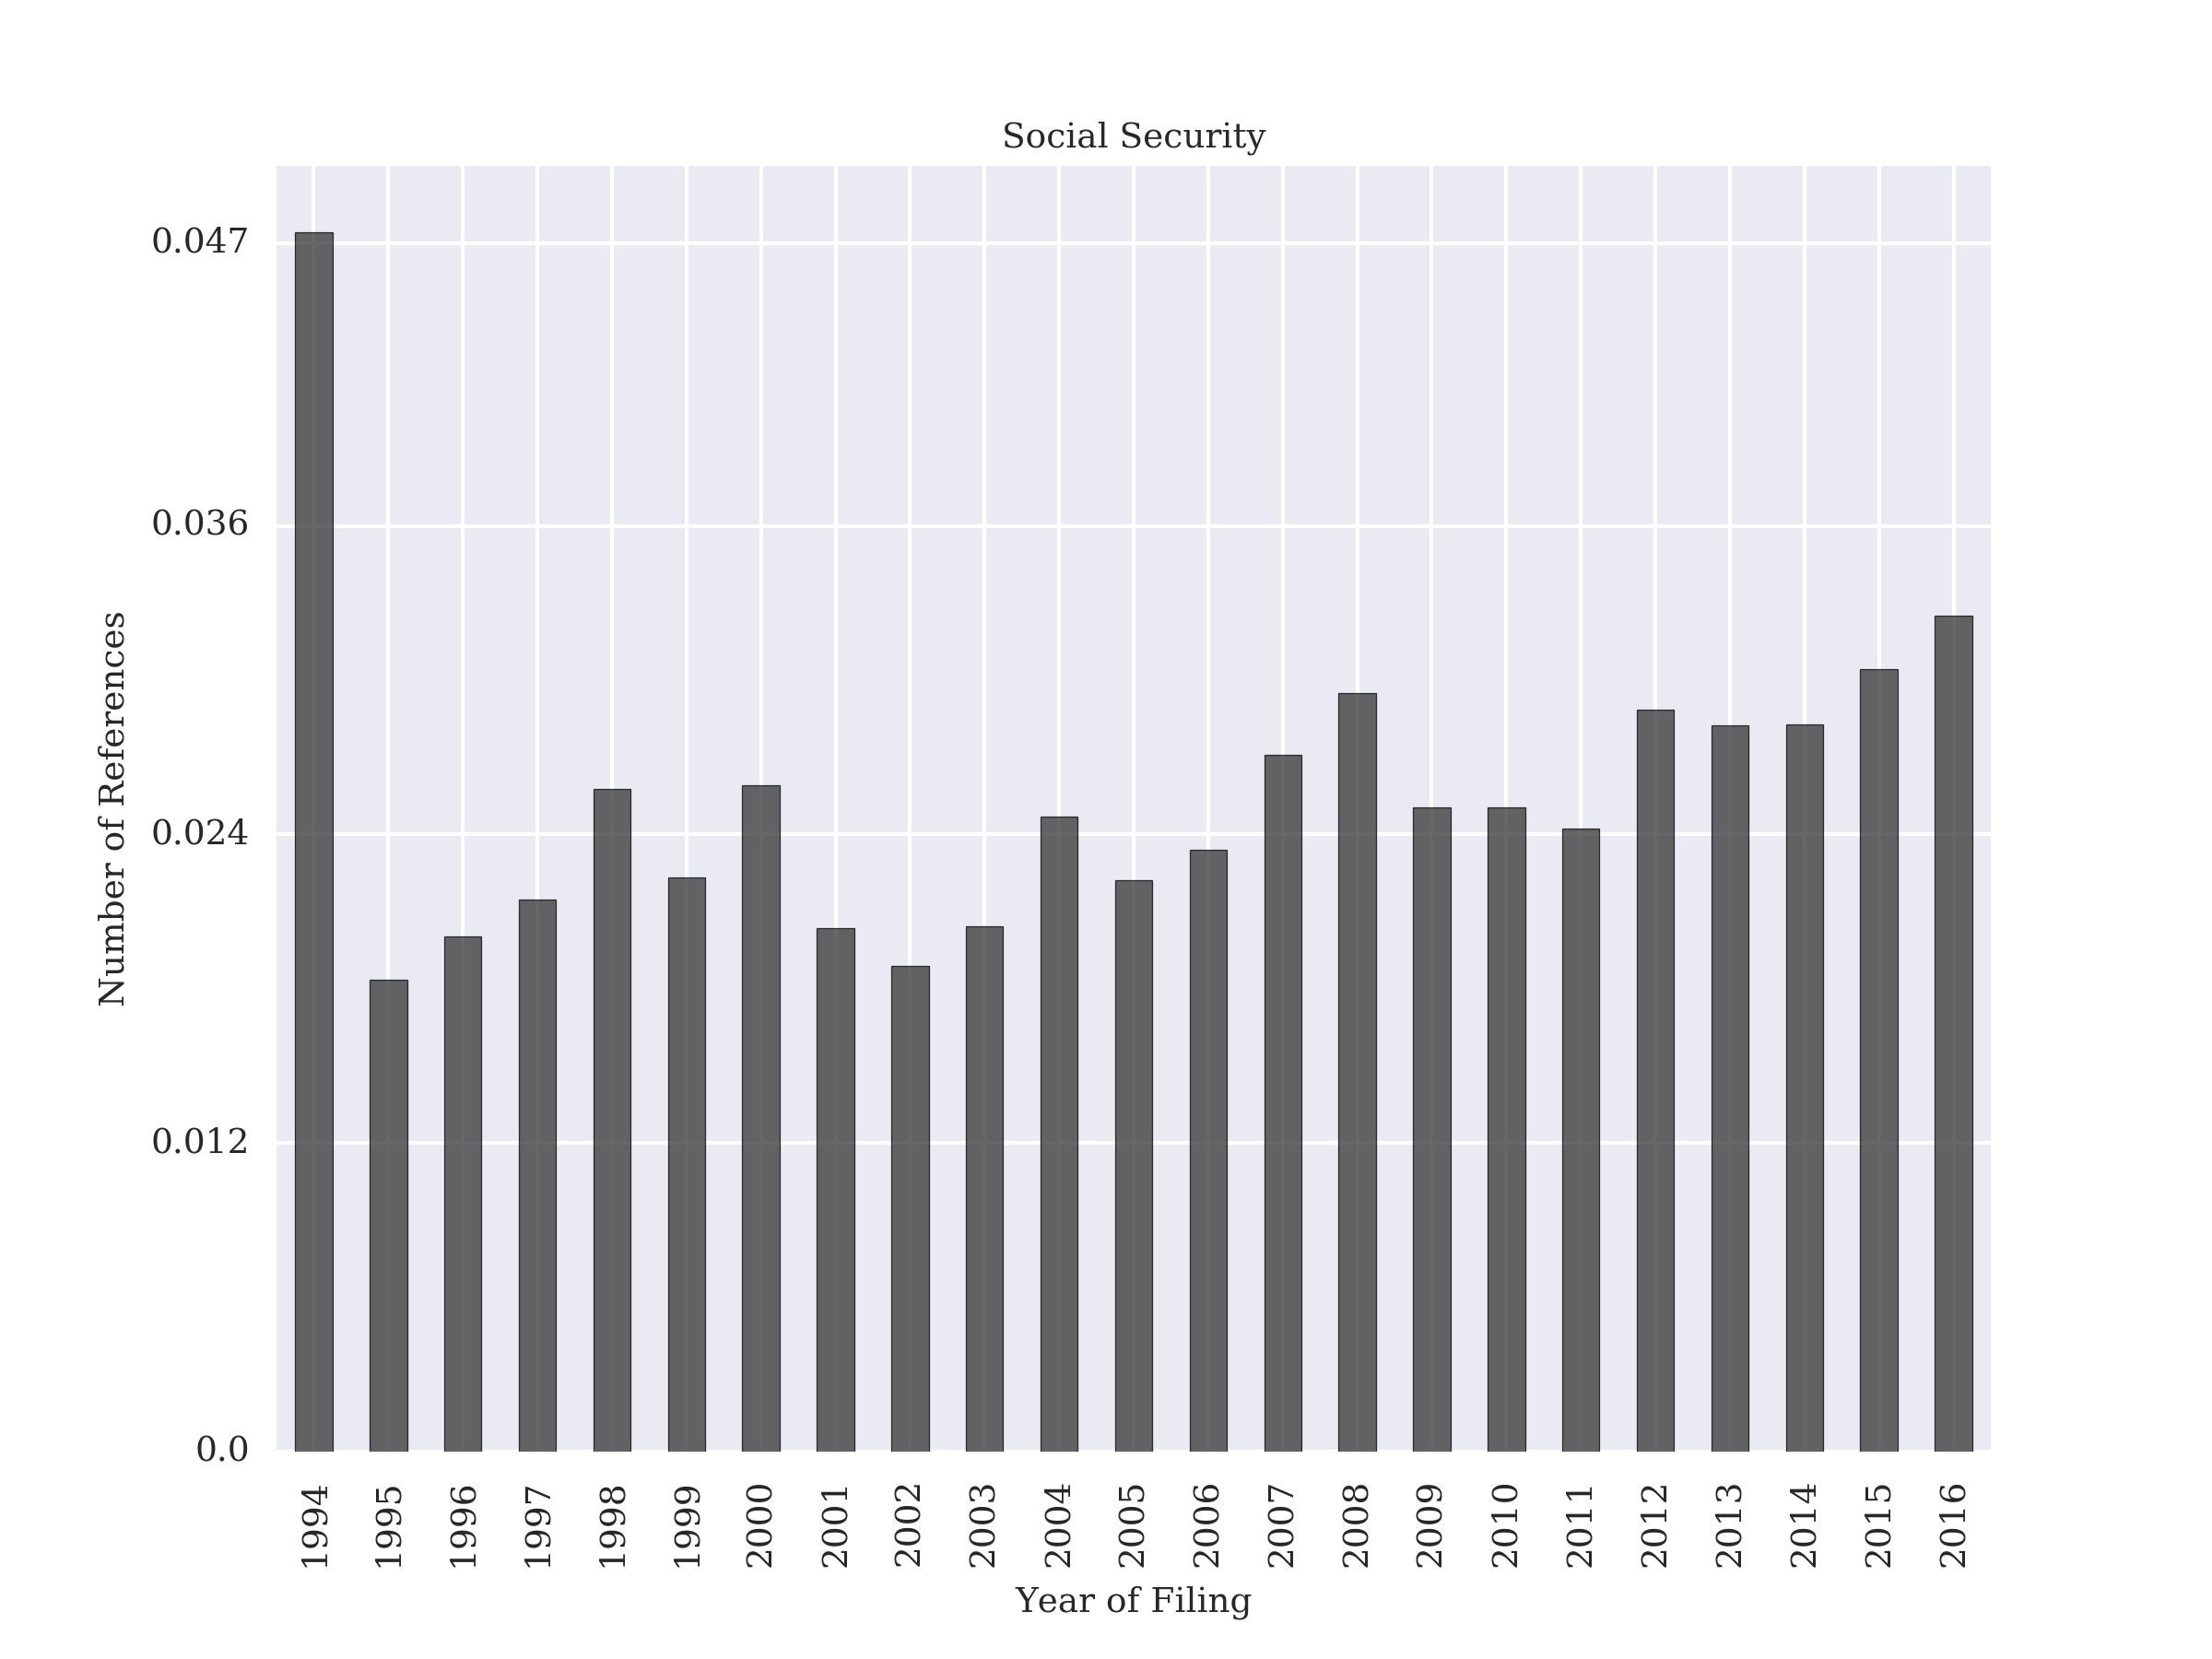 Social Security
0.047
0.036
0.024
0.012
0.0
Number of References
1994 1995 1996 1997 1998 1999 2000 2001 2002 2003 2004 2005 2006 2007 2008 2009 2010 2011 2012 2013 2014 2015 2016
Year of Filing